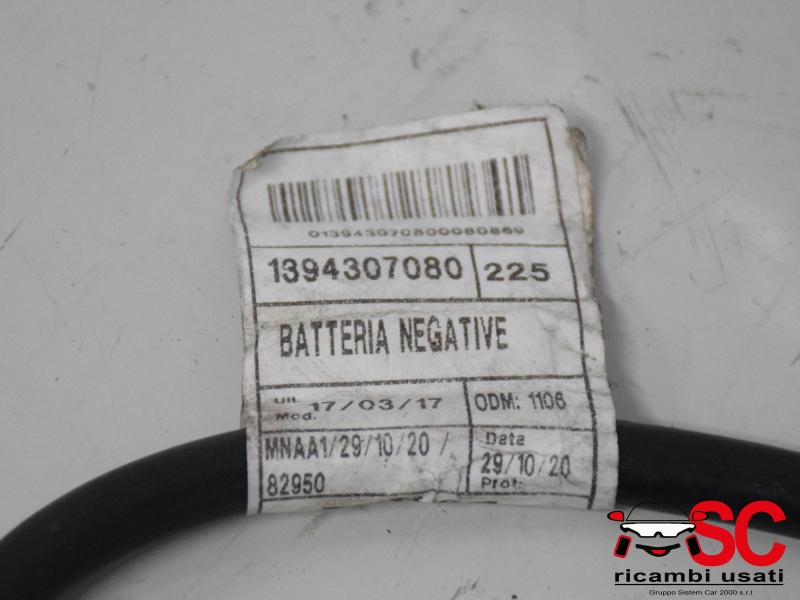 013943070800080869
1394307080 225
BATTERIA NEGATIVE
Ult. Mod. 17/03/17 ODM: 1106
MNAA1/29/10/20 / 82950
Data 29/10/20
Prot:
SC
ricambi usati
Gruppo Sistem Car 2000 s.r.l.